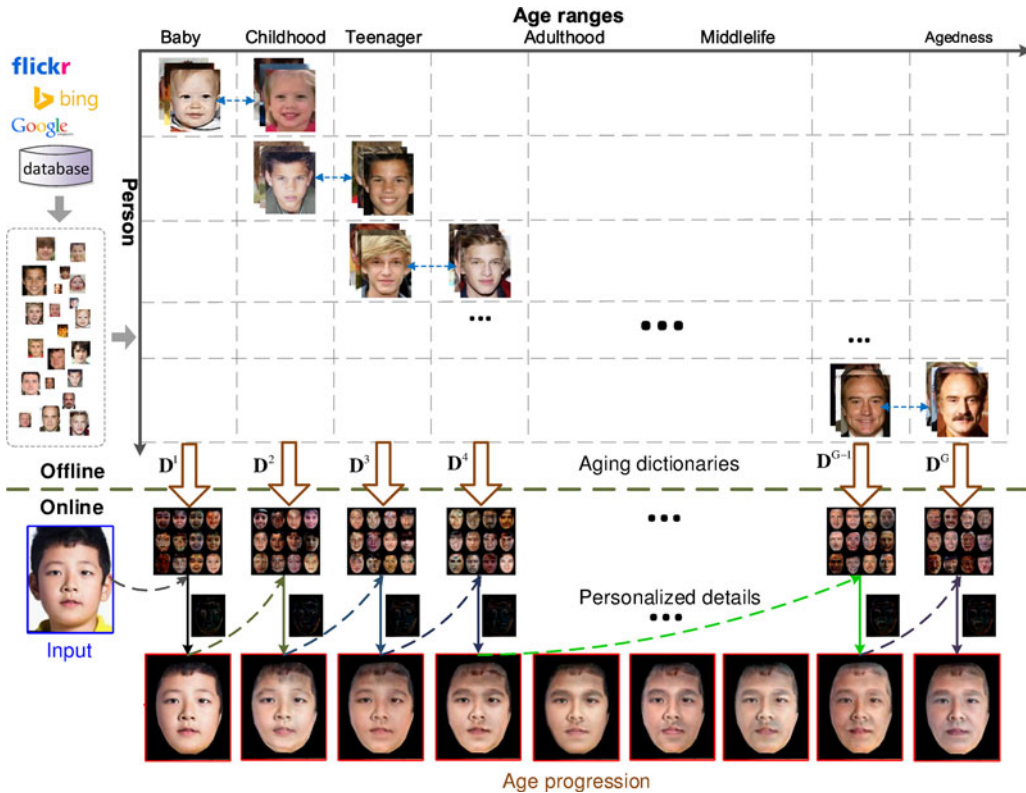 Age ranges
Baby Childhood Teenager Adulthood Middlelife Agedness
flickr
bing
Google
database
Person
Offline
D¹ D² D³ D⁴ Aging dictionaries Dᴳ⁻¹ Dᴳ
Online
Personalized details
Input
Age progression